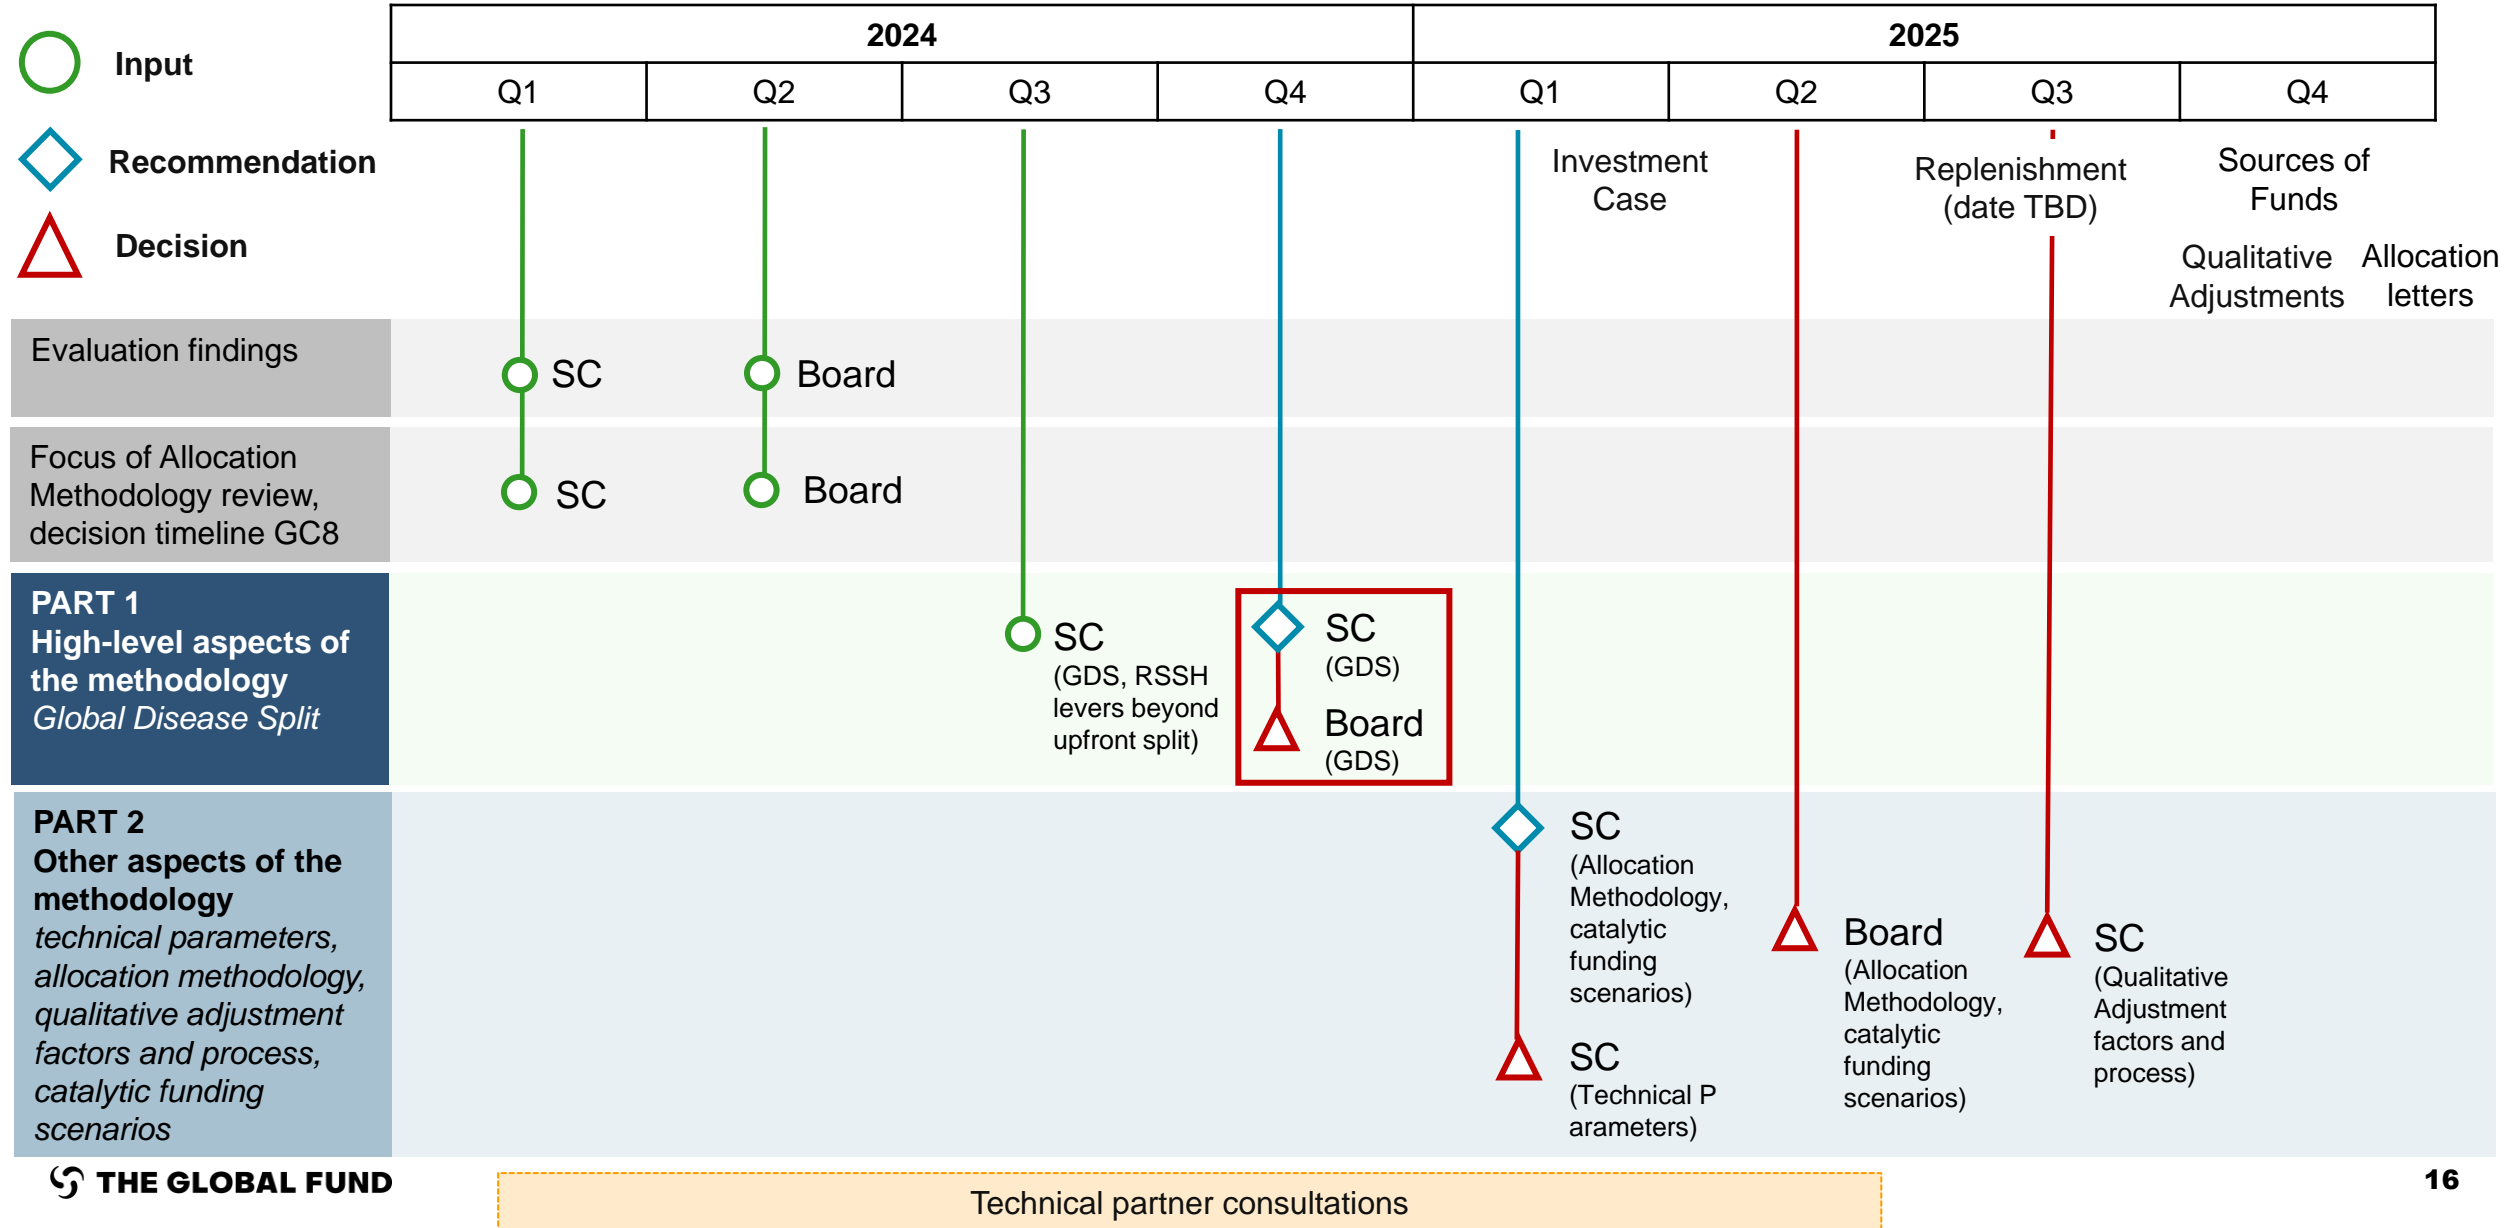 2024
2025
Q1
Q2
Q3
Q4
Q1
Q2
Q3
Q4
Input
Recommendation
Decision
Investment
Case
Replenishment
(date TBD)
Sources of
Funds
Qualitative
Adjustments
Allocation
letters
Evaluation findings
SC
Board
Focus of Allocation
Methodology review,
decision timeline GC8
SC
Board
PART 1
High-level aspects of
the methodology
Global Disease Split
SC
(GDS, RSSH
levers beyond
upfront split)
SC
(GDS)
Board
(GDS)
PART 2
Other aspects of the
methodology
technical parameters,
allocation methodology,
qualitative adjustment
factors and process,
catalytic funding
scenarios
SC
(Allocation
Methodology,
catalytic
funding
scenarios)
SC
(Technical P
arameters)
Board
(Allocation
Methodology,
catalytic
funding
scenarios)
SC
(Qualitative
Adjustment
factors and
process)
THE GLOBAL FUND
Technical partner consultations
16